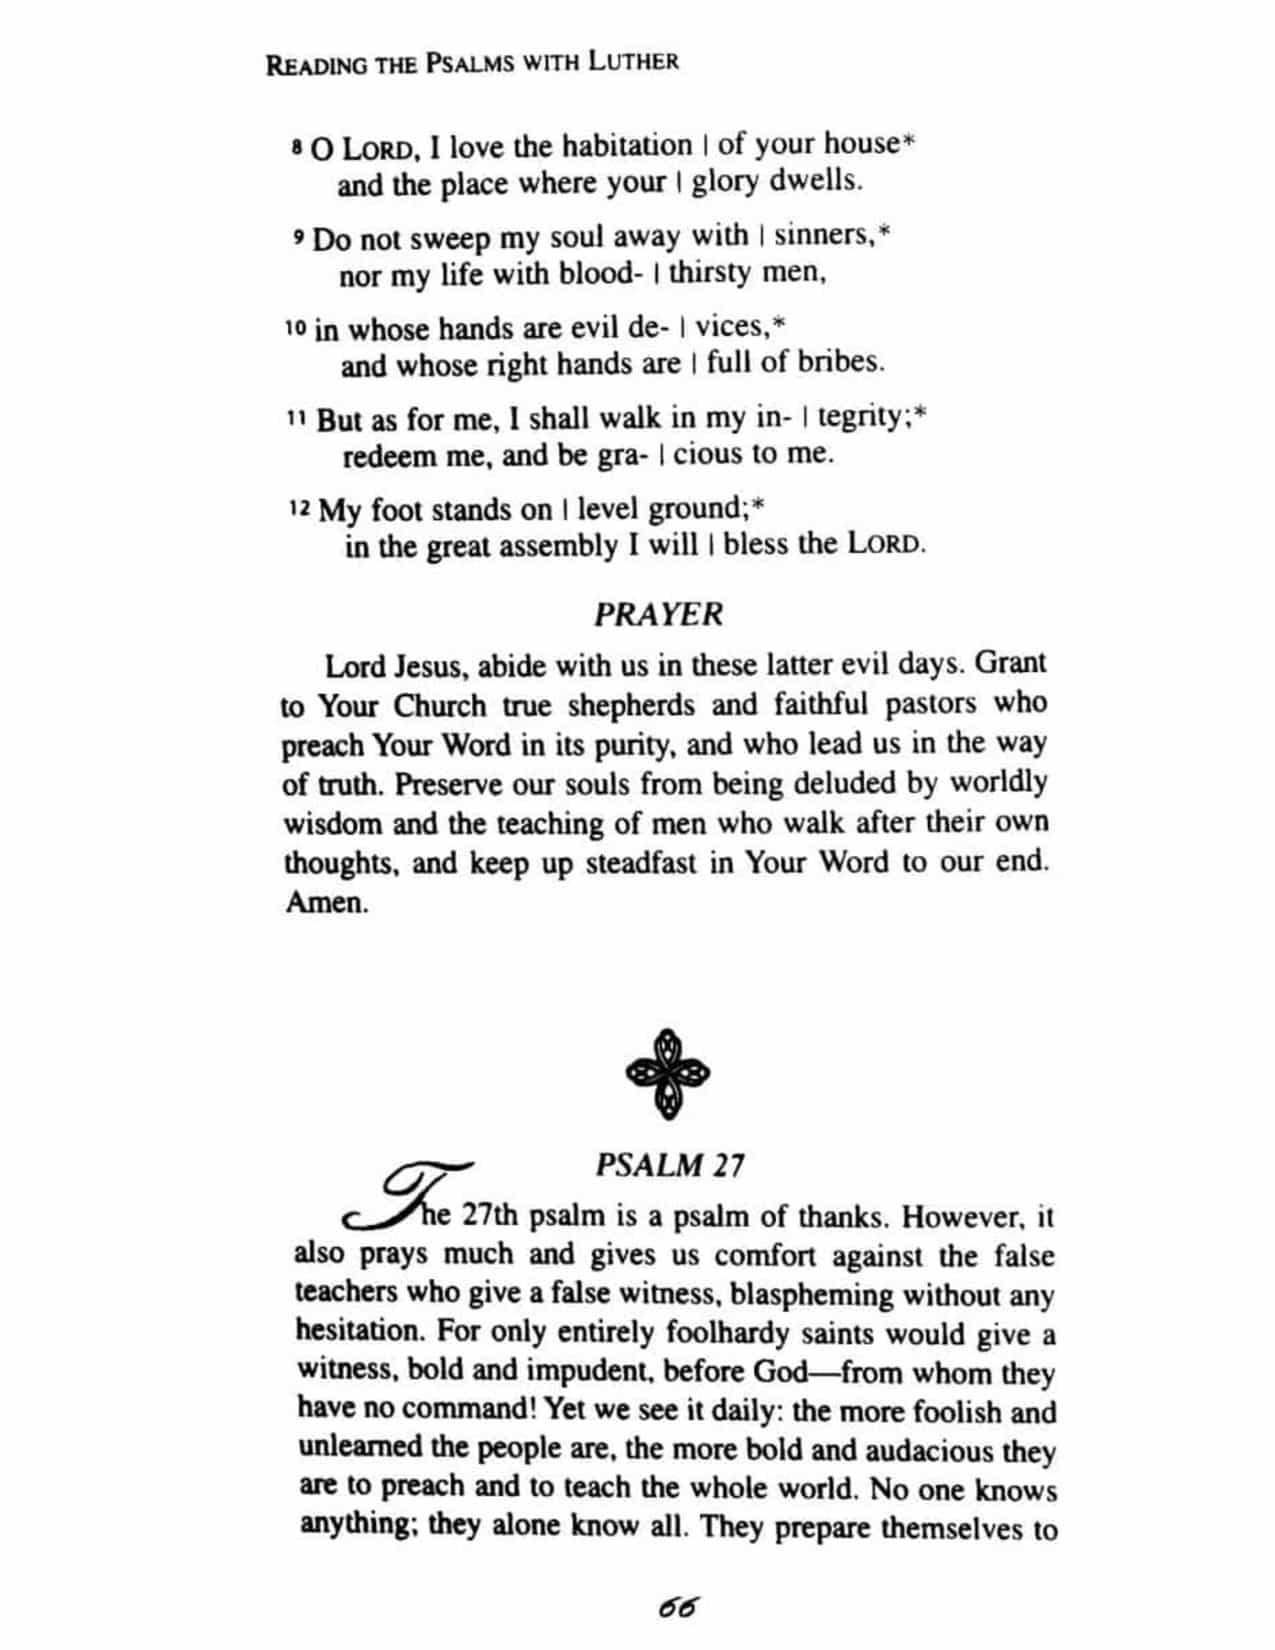 READING THE PSALMS WITH LUTHER
8 O LORD, I love the habitation | of your house*
and the place where your | glory dwells.
9 Do not sweep my soul away with | sinners,*
nor my life with blood- | thirsty men,
10 in whose hands are evil de- | vices,*
and whose right hands are | full of bribes.
11 But as for me, I shall walk in my in- | tegrity;*
redeem me, and be gra- | cious to me.
12 My foot stands on | level ground;*
in the great assembly I will | bless the LORD.
PRAYER
Lord Jesus, abide with us in these latter evil days. Grant
to Your Church true shepherds and faithful pastors who
preach Your Word in its purity, and who lead us in the way
of truth. Preserve our souls from being deluded by worldly
wisdom and the teaching of men who walk after their own
thoughts, and keep up steadfast in Your Word to our end.
Amen.
PSALM 27
The 27th psalm is a psalm of thanks. However, it
also prays much and gives us comfort against the false
teachers who give a false witness, blaspheming without any
hesitation. For only entirely foolhardy saints would give a
witness, bold and impudent, before God—from whom they
have no command! Yet we see it daily: the more foolish and
unlearned the people are, the more bold and audacious they
are to preach and to teach the whole world. No one knows
anything; they alone know all. They prepare themselves to
66